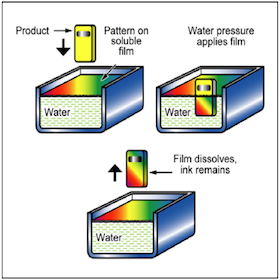 Product
Pattern on
soluble
film
Water
Water pressure
applies film
Water
Film dissolves,
ink remains
Water